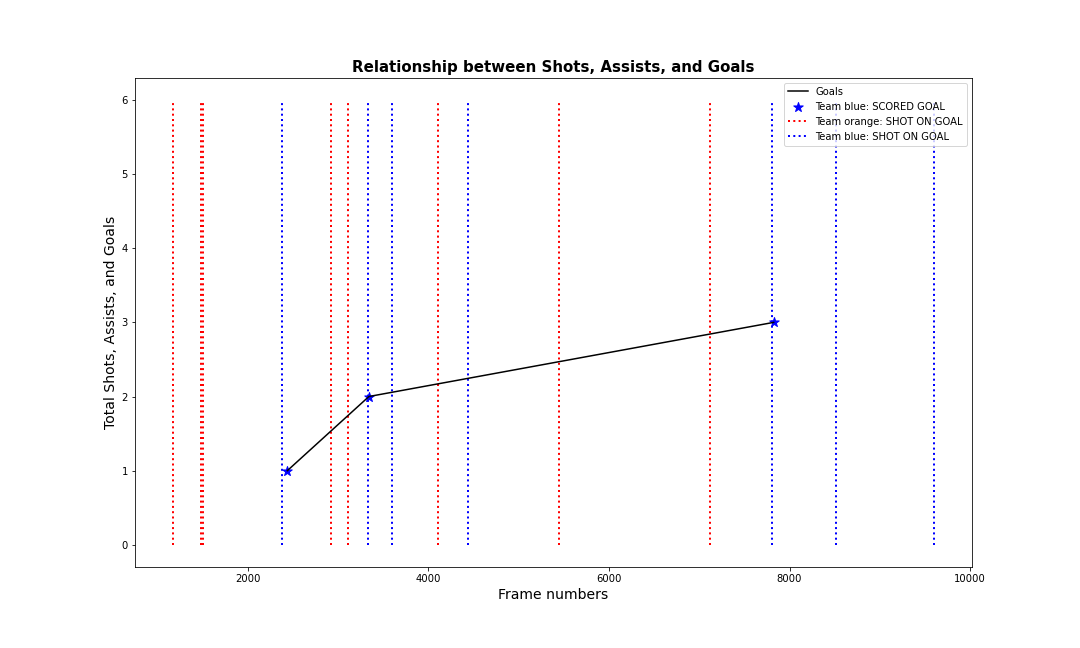 Relationship between Shots, Assists, and Goals
Goals
Team blue: SCORED GOAL
Team orange: SHOT ON GOAL
Team blue: SHOT ON GOAL
Total Shots, Assists, and Goals
6
5
4
3
2
1
0
2000 4000 6000 8000 10000
Frame numbers